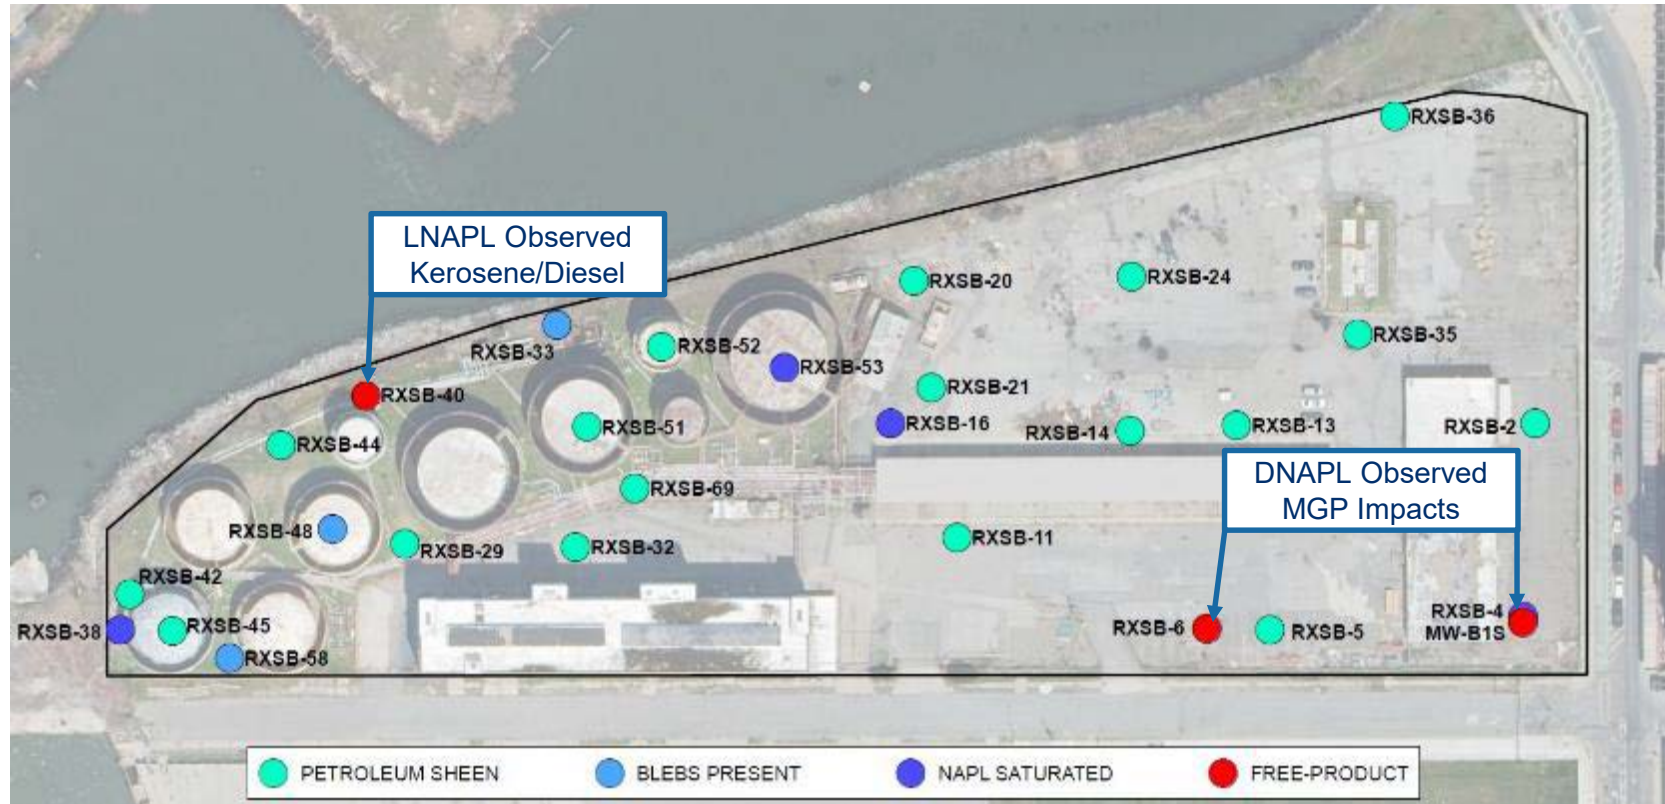 RXSB-36
LNAPL Observed
Kerosene/Diesel
RXSB-20
RXSB-24
RXSB-33
RXSB-52
RXSB-35
RXSB-53
RXSB-40
RXSB-21
RXSB-44
RXSB-51
RXSB-16
RXSB-14
RXSB-13
RXSB-2
DNAPL Observed
MGP Impacts
RXSB-69
RXSB-48
RXSB-29
RXSB-32
RXSB-11
RXSB-42
RXSB-38
RXSB-45
RXSB-58
RXSB-6
RXSB-5
RXSB-4
MW-B1S
PETROLEUM SHEEN
BLEBS PRESENT
NAPL SATURATED
FREE-PRODUCT